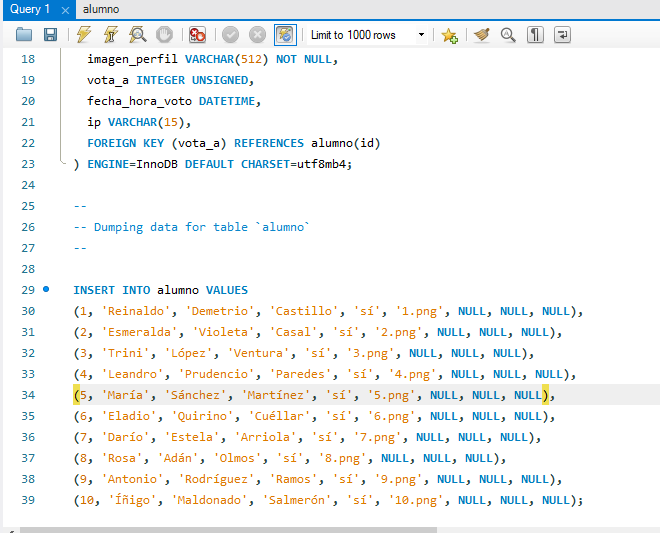 Query 1 alumno
Limit to 1000 rows
18 imagen_perfil VARCHAR(512) NOT NULL,
19 vota_a INTEGER UNSIGNED,
20 fecha_hora_voto DATETIME,
21 ip VARCHAR(15),
22 FOREIGN KEY (vota_a) REFERENCES alumno(id)
23 ) ENGINE=InnoDB DEFAULT CHARSET=utf8mb4;
24
25 --
26 -- Dumping data for table `alumno`
27 --
28
29 INSERT INTO alumno VALUES
30 (1, 'Reinaldo', 'Demetrio', 'Castillo', 'sí', '1.png', NULL, NULL, NULL),
31 (2, 'Esmeralda', 'Violeta', 'Casal', 'sí', '2.png', NULL, NULL, NULL),
32 (3, 'Trini', 'López', 'Ventura', 'sí', '3.png', NULL, NULL, NULL),
33 (4, 'Leandro', 'Prudencio', 'Paredes', 'sí', '4.png', NULL, NULL, NULL),
34 (5, 'María', 'Sánchez', 'Martínez', 'sí', '5.png', NULL, NULL, NULL),
35 (6, 'Eladio', 'Quirino', 'Cuéllar', 'sí', '6.png', NULL, NULL, NULL),
36 (7, 'Darío', 'Estela', 'Arriola', 'sí', '7.png', NULL, NULL, NULL),
37 (8, 'Rosa', 'Adán', 'Olmos', 'sí', '8.png', NULL, NULL, NULL),
38 (9, 'Antonio', 'Rodríguez', 'Ramos', 'sí', '9.png', NULL, NULL, NULL),
39 (10, 'Íñigo', 'Maldonado', 'Salmerón', 'sí', '10.png', NULL, NULL, NULL);